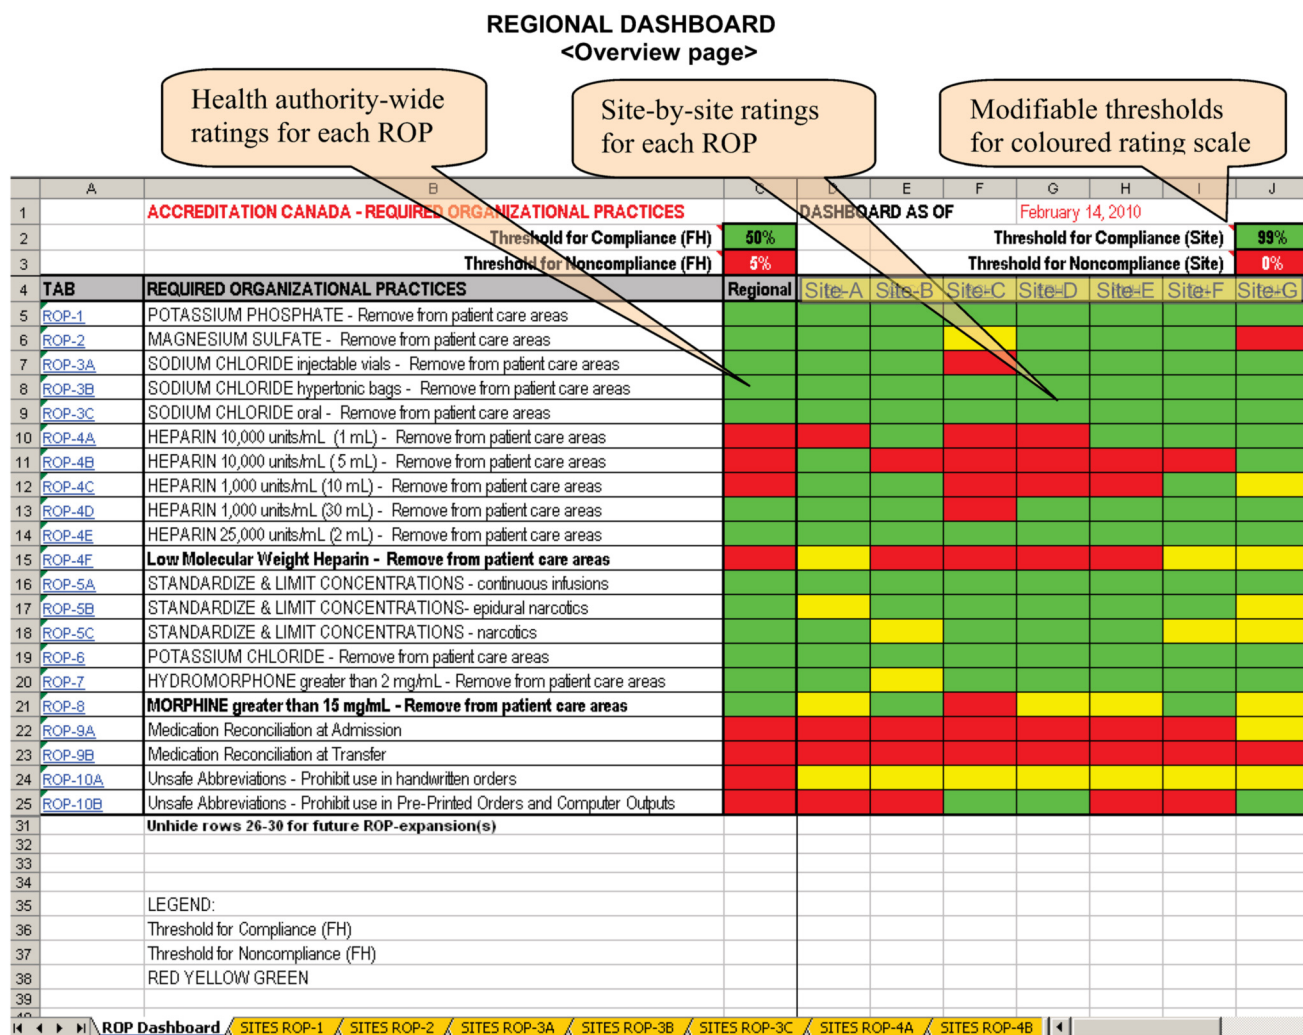 REGIONAL DASHBOARD
<Overview page>
Health authority-wide
ratings for each ROP
Site-by-site ratings
for each ROP
Modifiable thresholds
for coloured rating scale
A B C D E F G H I J
1 ACCREDITATION CANADA - REQUIRED ORGANIZATIONAL PRACTICES DASHBOARD AS OF February 14, 2010
2 Threshold for Compliance (FH) 50% Threshold for Compliance (Site) 99%
3 Threshold for Noncompliance (FH) 5% Threshold for Noncompliance (Site) 0%
4 TAB REQUIRED ORGANIZATIONAL PRACTICES Regional Site-A Site-B Site-C Site-D Site-E Site-F Site-G
5 ROP-1 POTASSIUM PHOSPHATE - Remove from patient care areas
6 ROP-2 MAGNESIUM SULFATE - Remove from patient care areas
7 ROP-3A SODIUM CHLORIDE injectable vials - Remove from patient care areas
8 ROP-3B SODIUM CHLORIDE hypertonic bags - Remove from patient care areas
9 ROP-3C SODIUM CHLORIDE oral - Remove from patient care areas
10 ROP-4A HEPARIN 10,000 units/mL (1 mL) - Remove from patient care areas
11 ROP-4B HEPARIN 10,000 units/mL ( 5 mL) - Remove from patient care areas
12 ROP-4C HEPARIN 1,000 units/mL (10 mL) - Remove from patient care areas
13 ROP-4D HEPARIN 1,000 units/mL (30 mL) - Remove from patient care areas
14 ROP-4E HEPARIN 25,000 units/mL (2 mL) - Remove from patient care areas
15 ROP-4F Low Molecular Weight Heparin - Remove from patient care areas
16 ROP-5A STANDARDIZE & LIMIT CONCENTRATIONS - continuous infusions
17 ROP-5B STANDARDIZE & LIMIT CONCENTRATIONS- epidural narcotics
18 ROP-5C STANDARDIZE & LIMIT CONCENTRATIONS - narcotics
19 ROP-6 POTASSIUM CHLORIDE - Remove from patient care areas
20 ROP-7 HYDROMORPHONE greater than 2 mg/mL - Remove from patient care areas
21 ROP-8 MORPHINE greater than 15 mg/mL - Remove from patient care areas
22 ROP-9A Medication Reconciliation at Admission
23 ROP-9B Medication Reconciliation at Transfer
24 ROP-10A Unsafe Abbreviations - Prohibit use in handwritten orders
25 ROP-10B Unsafe Abbreviations - Prohibit use in Pre-Printed Orders and Computer Outputs
31 Unhide rows 26-30 for future ROP-expansion(s)
32
33
34
35 LEGEND:
36 Threshold for Compliance (FH)
37 Threshold for Noncompliance (FH)
38 RED YELLOW GREEN
39
ROP Dashboard SITES ROP-1 SITES ROP-2 SITES ROP-3A SITES ROP-3B SITES ROP-3C SITES ROP-4A SITES ROP-4B